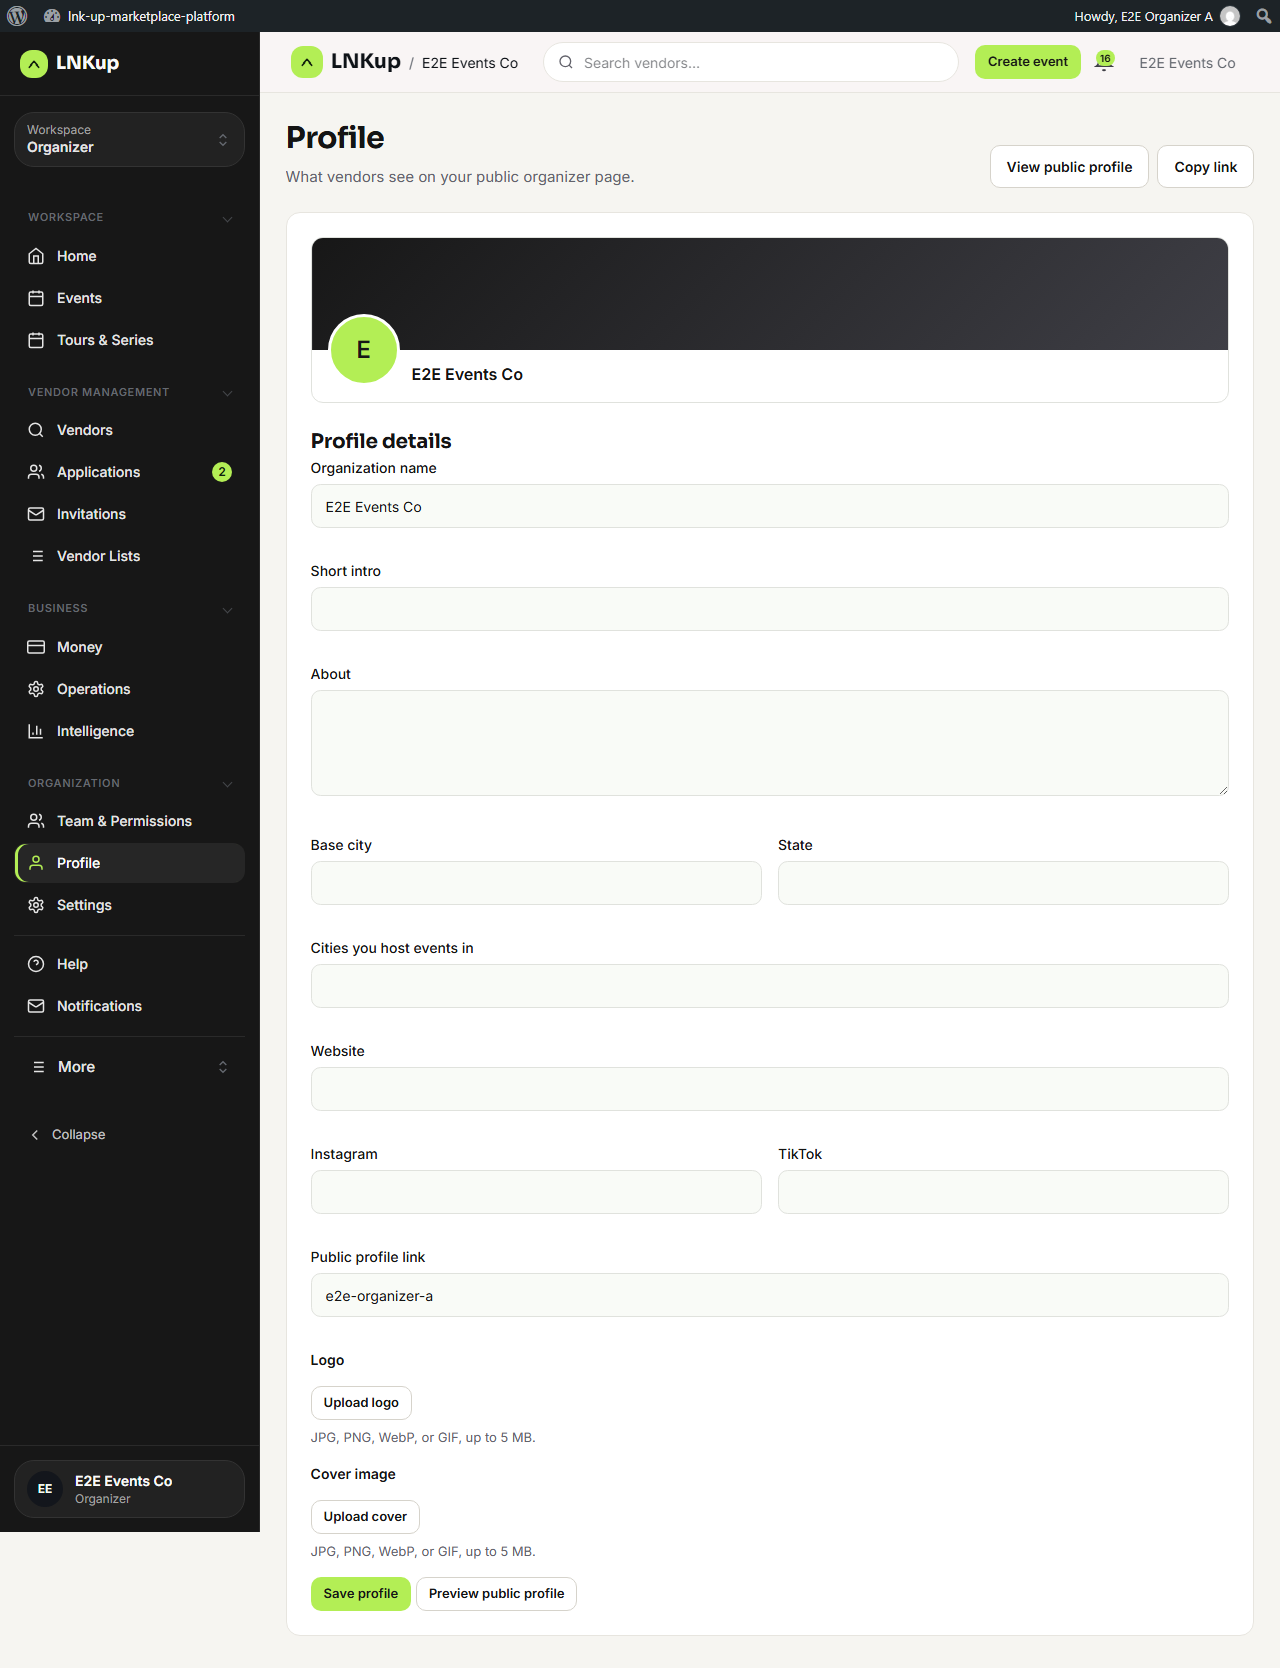 lnk-up-marketplace-platform
Howdy, E2E Organizer A
LNKup
Workspace
Organizer
WORKSPACE
Home
Events
Tours & Series
VENDOR MANAGEMENT
Vendors
Applications 2
Invitations
Vendor Lists
BUSINESS
Money
Operations
Intelligence
ORGANIZATION
Team & Permissions
Profile
Settings
Help
Notifications
More
Collapse
EE
E2E Events Co
Organizer
LNKup / E2E Events Co
Search vendors...
Create event
16
E2E Events Co
Profile
What vendors see on your public organizer page.
View public profile
Copy link
E
E2E Events Co
Profile details
Organization name
E2E Events Co
Short intro
About
Base city
State
Cities you host events in
Website
Instagram
TikTok
Public profile link
e2e-organizer-a
Logo
Upload logo
JPG, PNG, WebP, or GIF, up to 5 MB.
Cover image
Upload cover
JPG, PNG, WebP, or GIF, up to 5 MB.
Save profile
Preview public profile